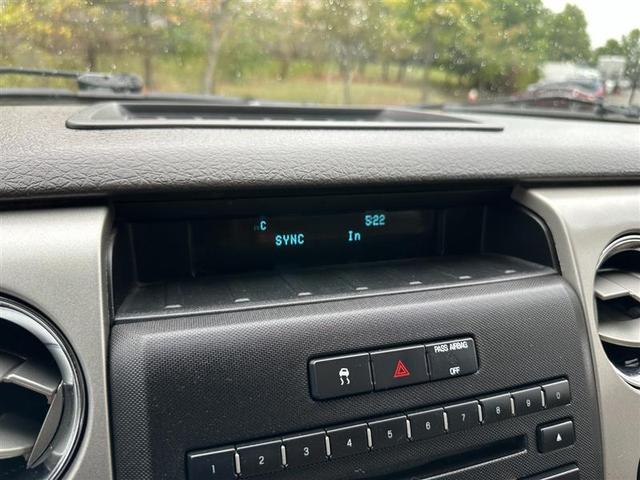 C 5:22
SYNC In
PASS AIRBAG
OFF
1 2 3 4 5 6 7 8 9 0